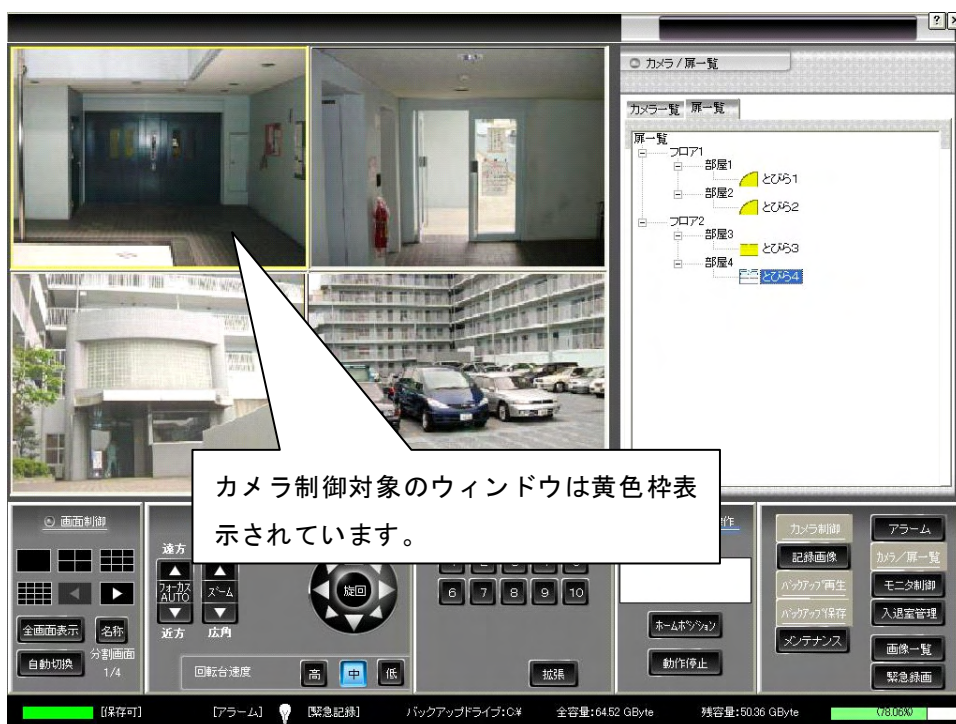 カメラ / 扉一覧
カメラ一覧 扉一覧
扉一覧
フロア1
部屋1
とびら1
部屋2
とびら2
フロア2
部屋3
とびら3
部屋4
とびら4
カメラ制御対象のウィンドウは黄色枠表
示されています。
画面制御
全画面表示 名称
自動切換 分割画面
1/4
遠方
フォーカス
AUTO
ズーム
近方 広角
旋回
回転台速度 高 中 低
6 7 8 9 10
拡張
ホームポジション
動作停止
カメラ制御 アラーム
記録画像 カメラ/扉一覧
バックアップ再生 モニタ制御
バックアップ保存 入退室管理
メンテナンス 画像一覧
緊急録画
[保存可] [アラーム] [緊急記録] バックアップドライブ:C:¥ 全容量:64.52 GByte 残容量:50.36 GByte (78.06%)